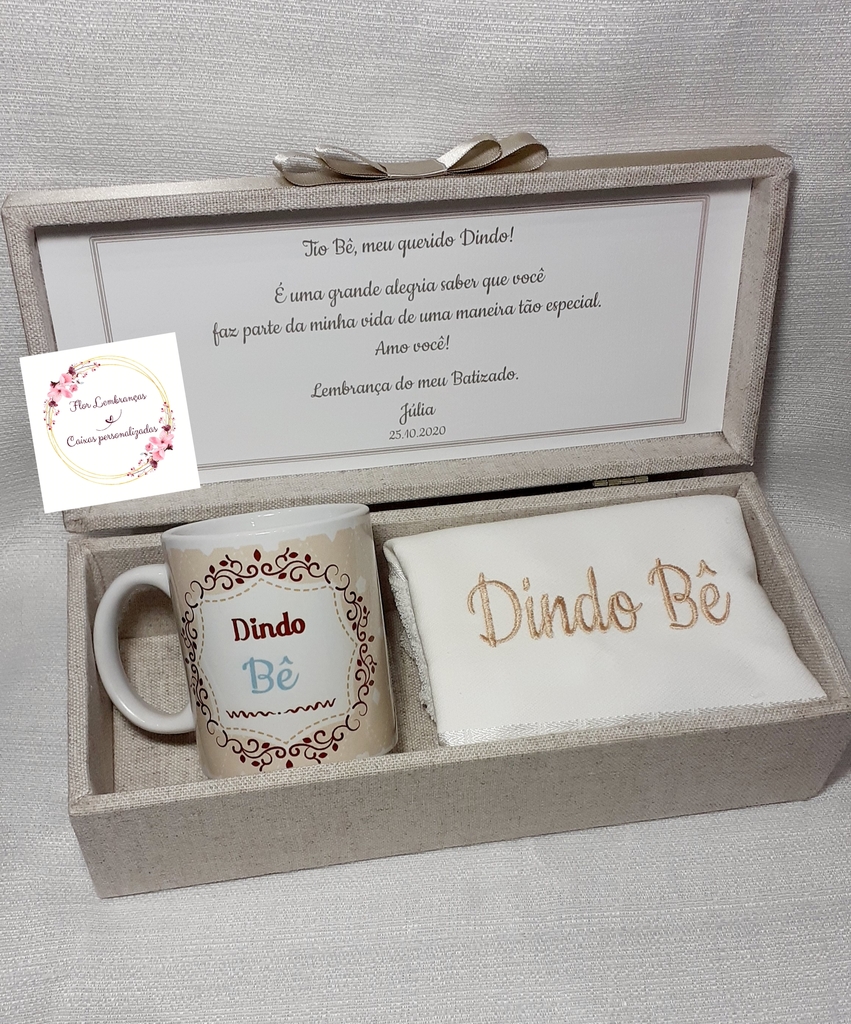 Tio Bê, meu querido Dindo!
É uma grande alegria saber que você
faz parte da minha vida de uma maneira tão especial.
Amo você!
Lembrança do meu Batizado.
Júlia
25.10.2020
Flor Lembranças
Caixas personalizadas
Dindo
Bê
Dindo Bê